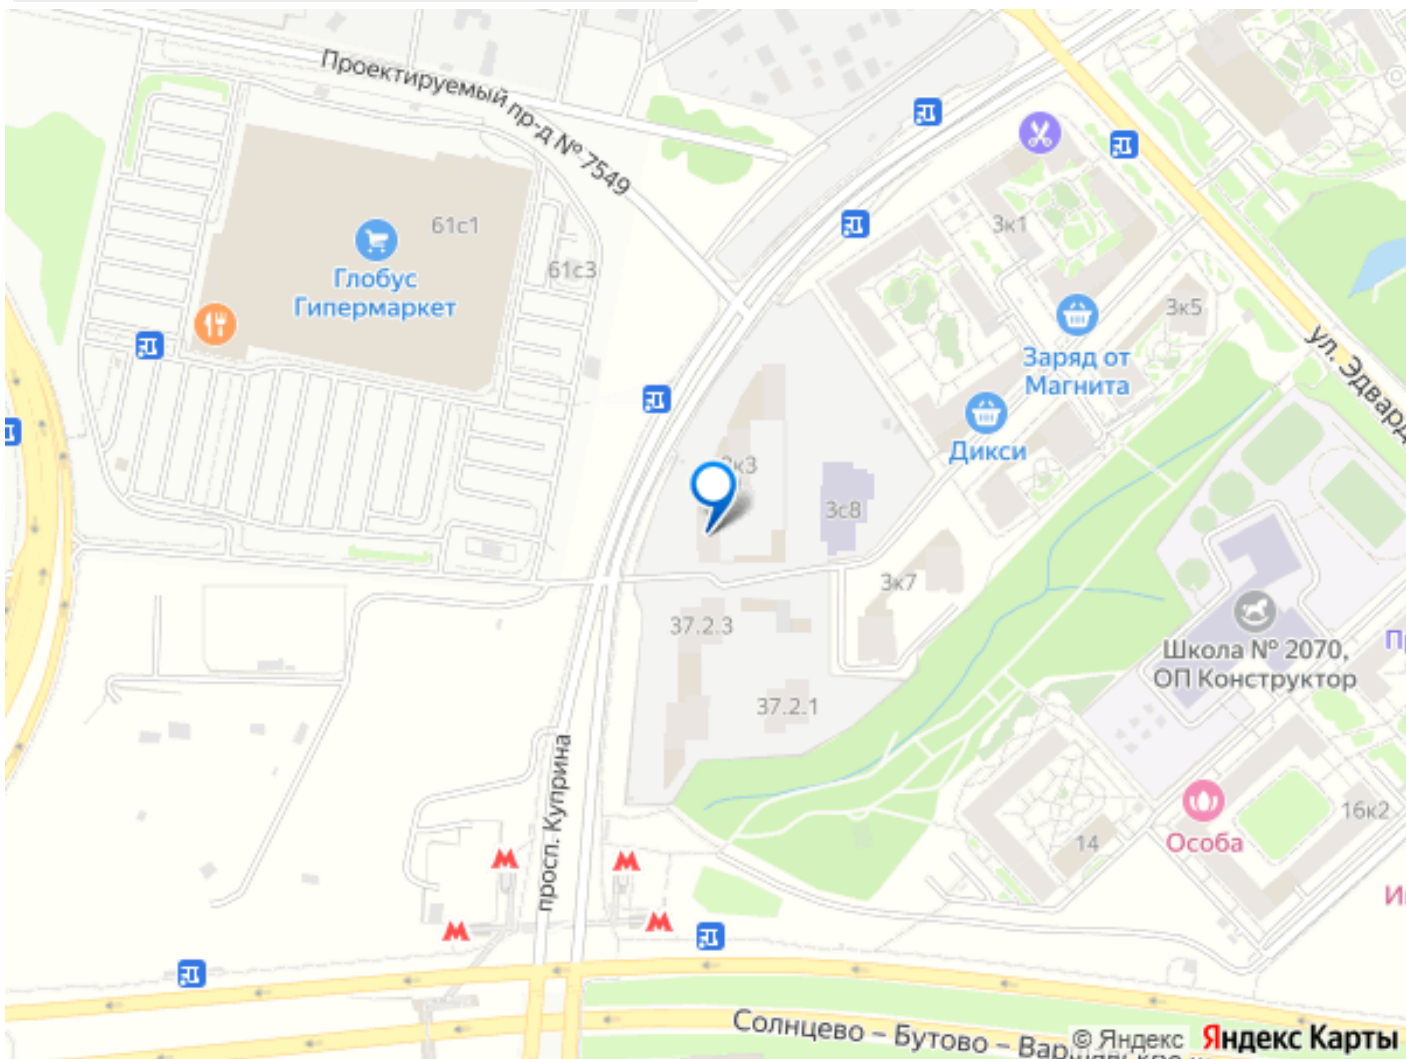 Проектируемый пр-д № 7549
61с1
3к1
61с3
Глобус
Гипермаркет
3к5
Заряд от
Магнита
ул. Эдвард
Дикси
3с8
3к7
37.2.3
Школа № 2070,
ОП Конструктор
37.2.1
просп. Куприна
16к2
14
Особа
Солнцево – Бутово –
© Яндекс
Яндекс Карты